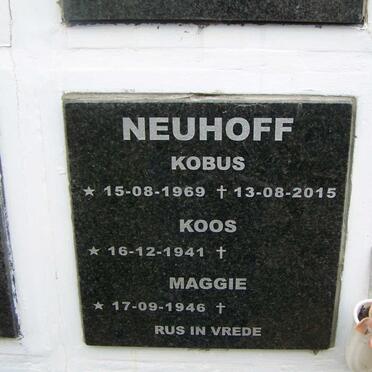 NEUHOFF
KOBUS
★ 15-08-1969 † 13-08-2015
KOOS
★ 16-12-1941 †
MAGGIE
★ 17-09-1946 †
RUS IN VREDE